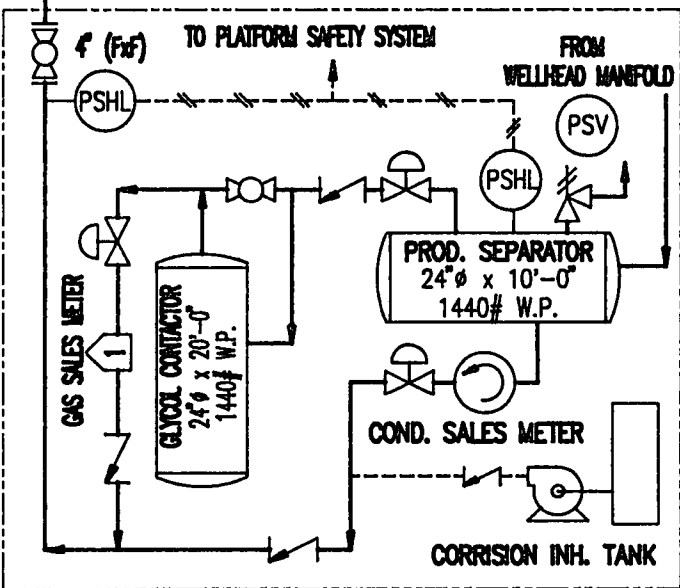 4" (FxF)
TO PLATFORM SAFETY SYSTEM
FROM
WELLHEAD MANIFOLD
PSHL
PSV
PSHL
PROD. SEPARATOR
24"ϕ x 10'-0"
1440# W.P.
GAS SALES METER
1
GLYCOL CONTACTOR
24"ϕ x 20'-0"
1440# W.P.
COND. SALES METER
CORRISION INH. TANK